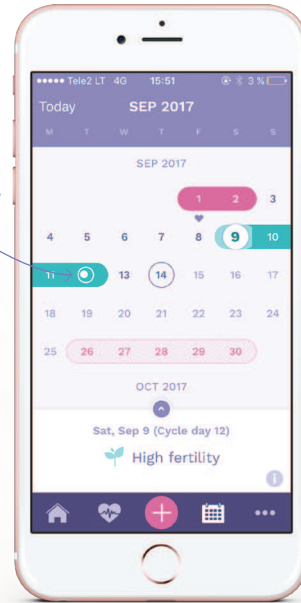 ●●●●● Tele2 LT 4G 15:51 3 %
Today SEP 2017
M T W T F S S
SEP 2017
1 2 3
4 5 6 7 8 9 10
11 13 14 15 16 17
18 19 20 21 22 23 24
25 26 27 28 29 30
OCT 2017
Sat, Sep 9 (Cycle day 12)
High fertility